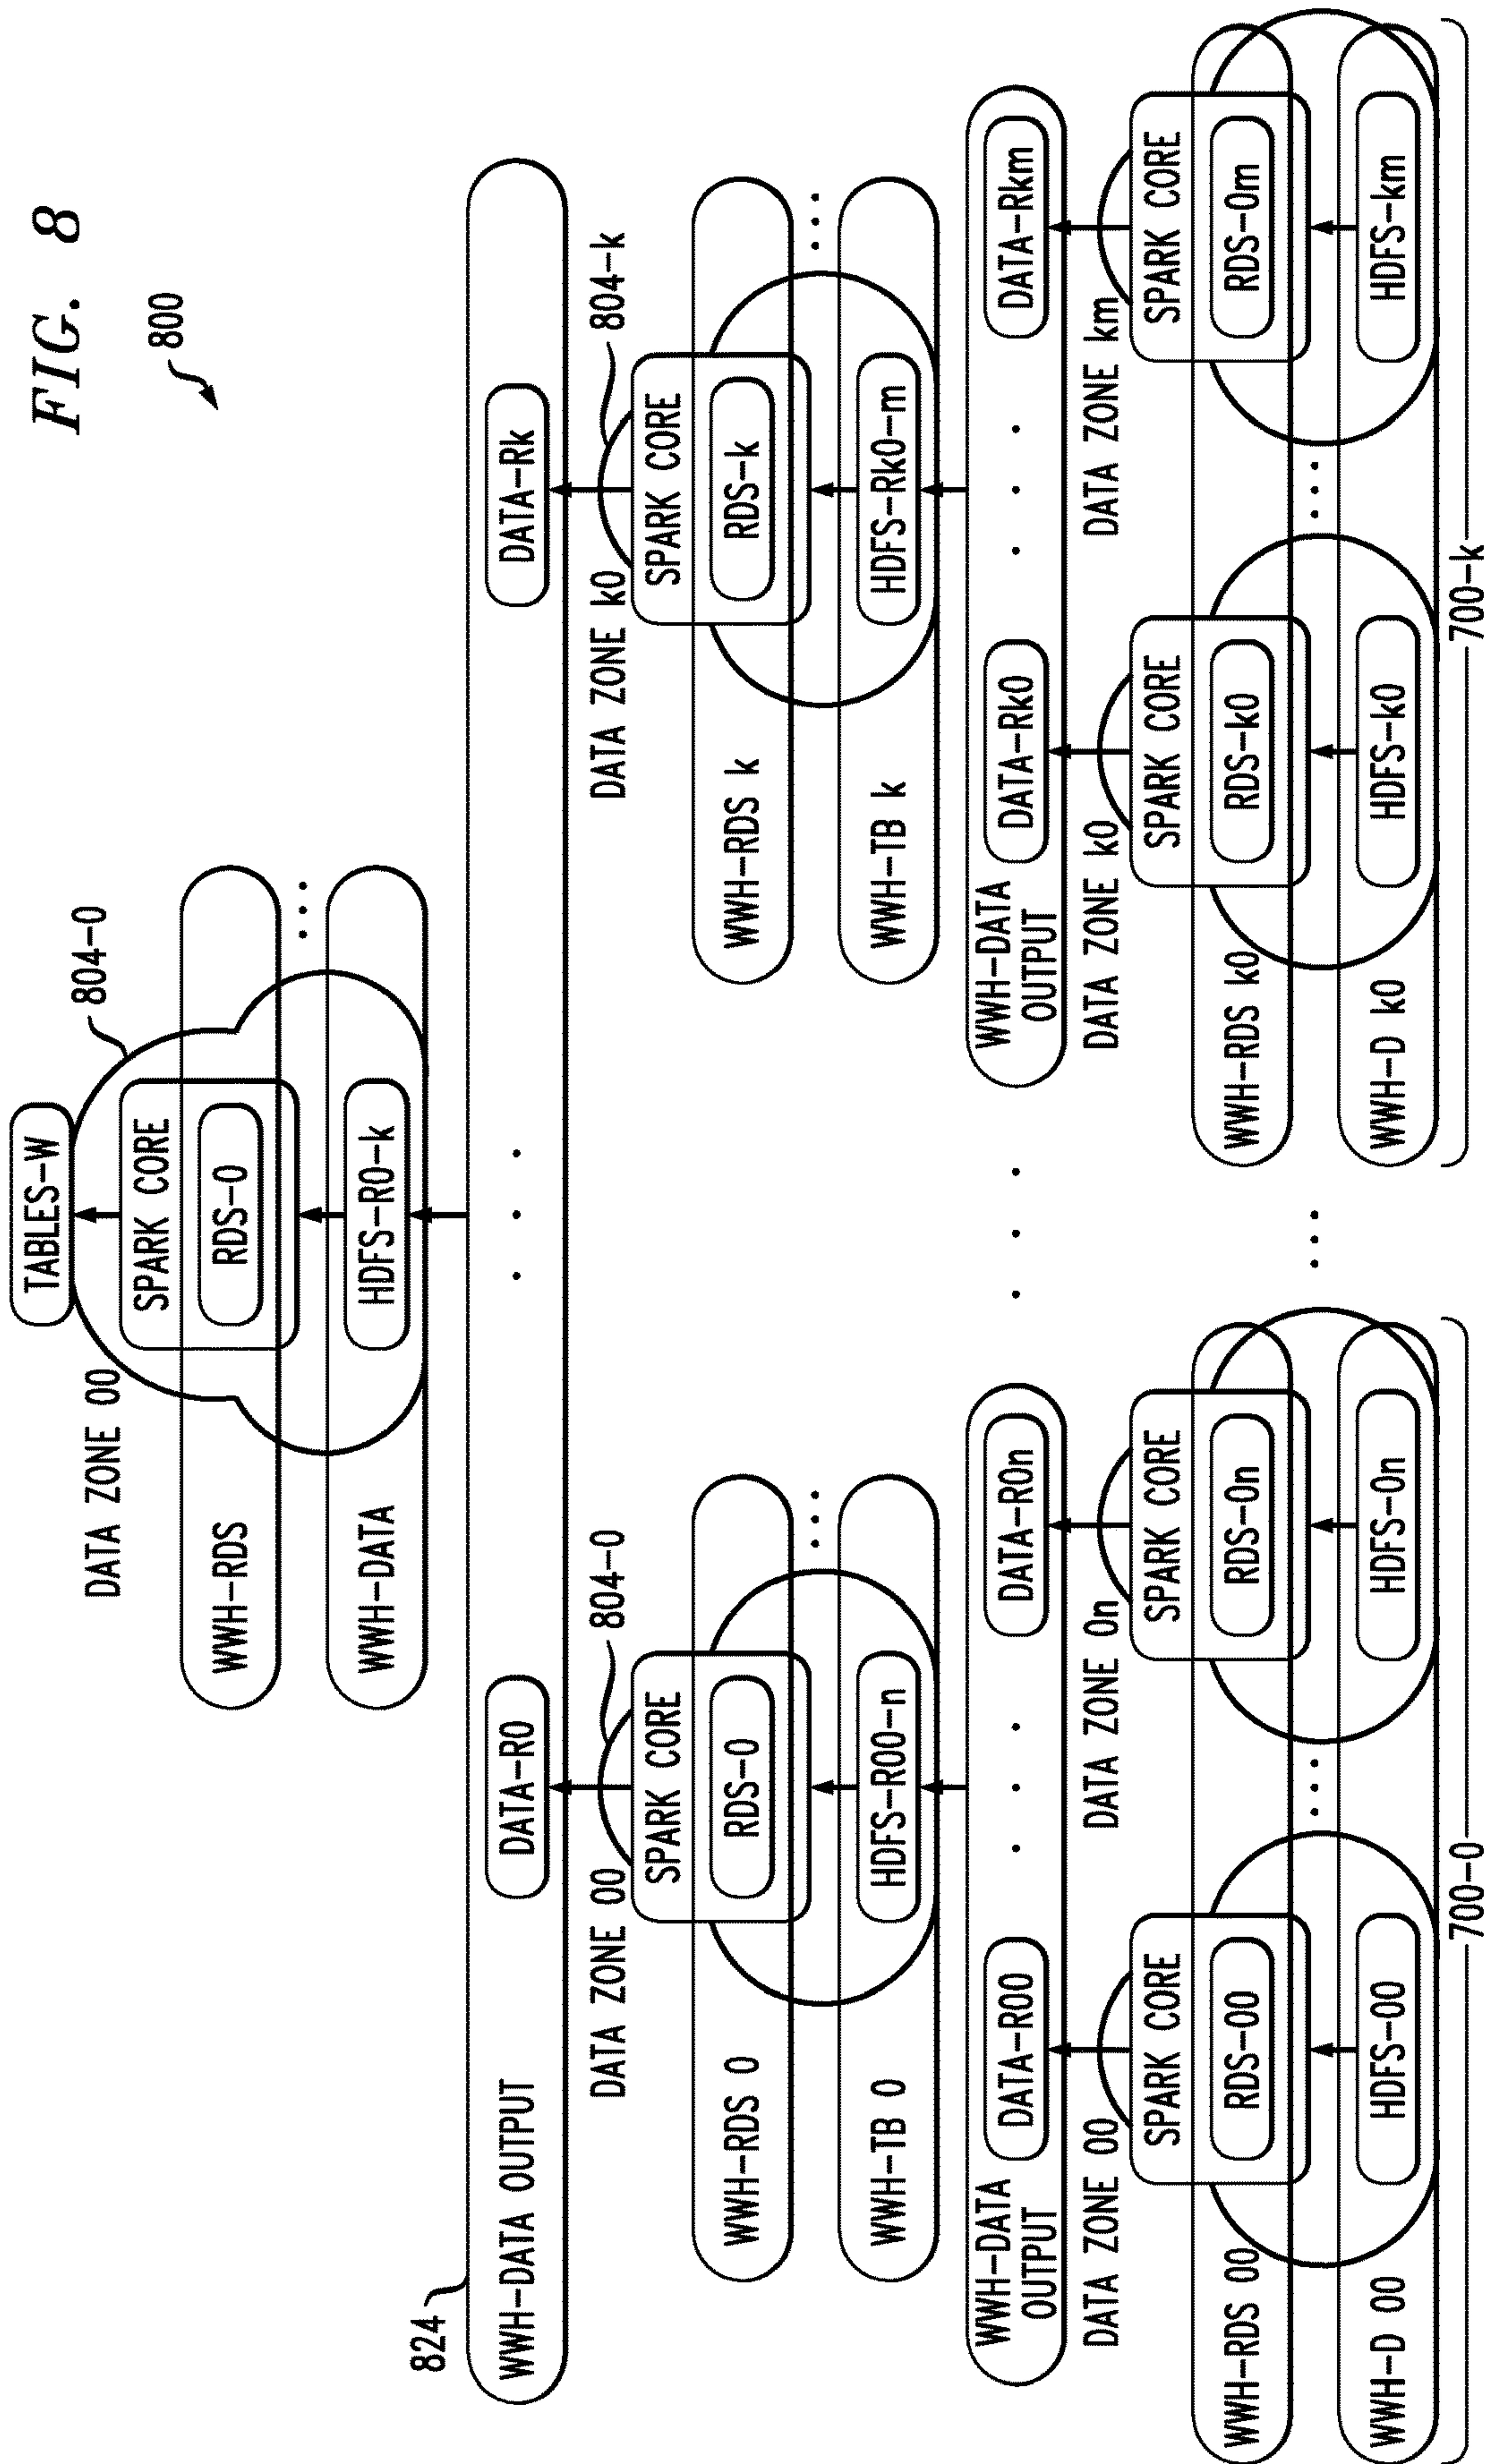 FIG. 8
800
TABLES-W
804-0
DATA ZONE 00
SPARK CORE
WWH-RDS
RDS-0
...
WWH-DATA
HDFS-R0-k
824
WWH-DATA OUTPUT
DATA-R0
...
DATA-Rk
DATA ZONE 00
804-0
SPARK CORE
WWH-RDS 0
RDS-0
...
WWH-TB 0
HDFS-R00-n
DATA ZONE k0
804-k
SPARK CORE
WWH-RDS k
RDS-k
...
WWH-TB k
HDFS-Rk0-m
WWH-DATA
OUTPUT
DATA-R00
...
DATA-R0n
...
WWH-DATA
OUTPUT
DATA-Rk0
...
DATA-Rkm
DATA ZONE 00
SPARK CORE
WWH-RDS 00
RDS-00
WWH-D 00
HDFS-00
...
DATA ZONE 0n
SPARK CORE
RDS-0n
HDFS-0n
700-0
...
DATA ZONE k0
SPARK CORE
WWH-RDS k0
RDS-k0
WWH-D k0
HDFS-k0
...
DATA ZONE km
SPARK CORE
RDS-0m
HDFS-km
700-k